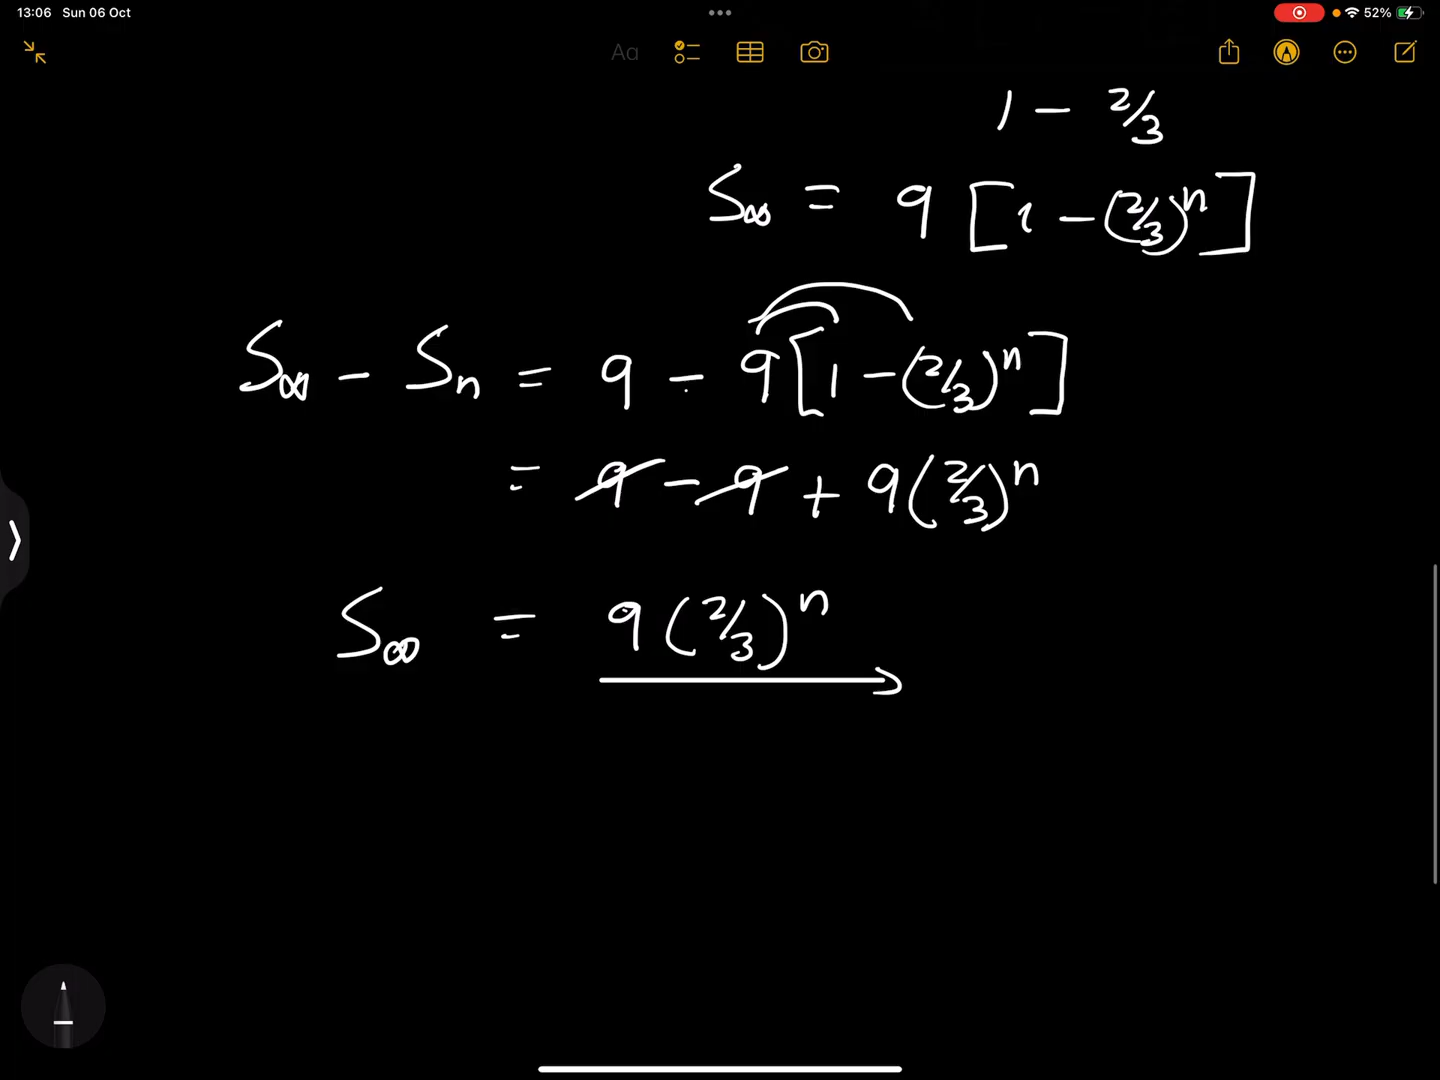 13:06 Sun 06 Oct
52%
Aa
1 - 2/3
S∞ = 9 [1 - (2/3)^n]
S∞ - Sn = 9 - 9[1 - (2/3)^n]
= 9 - 9 + 9(2/3)^n
S∞ = 9(2/3)^n